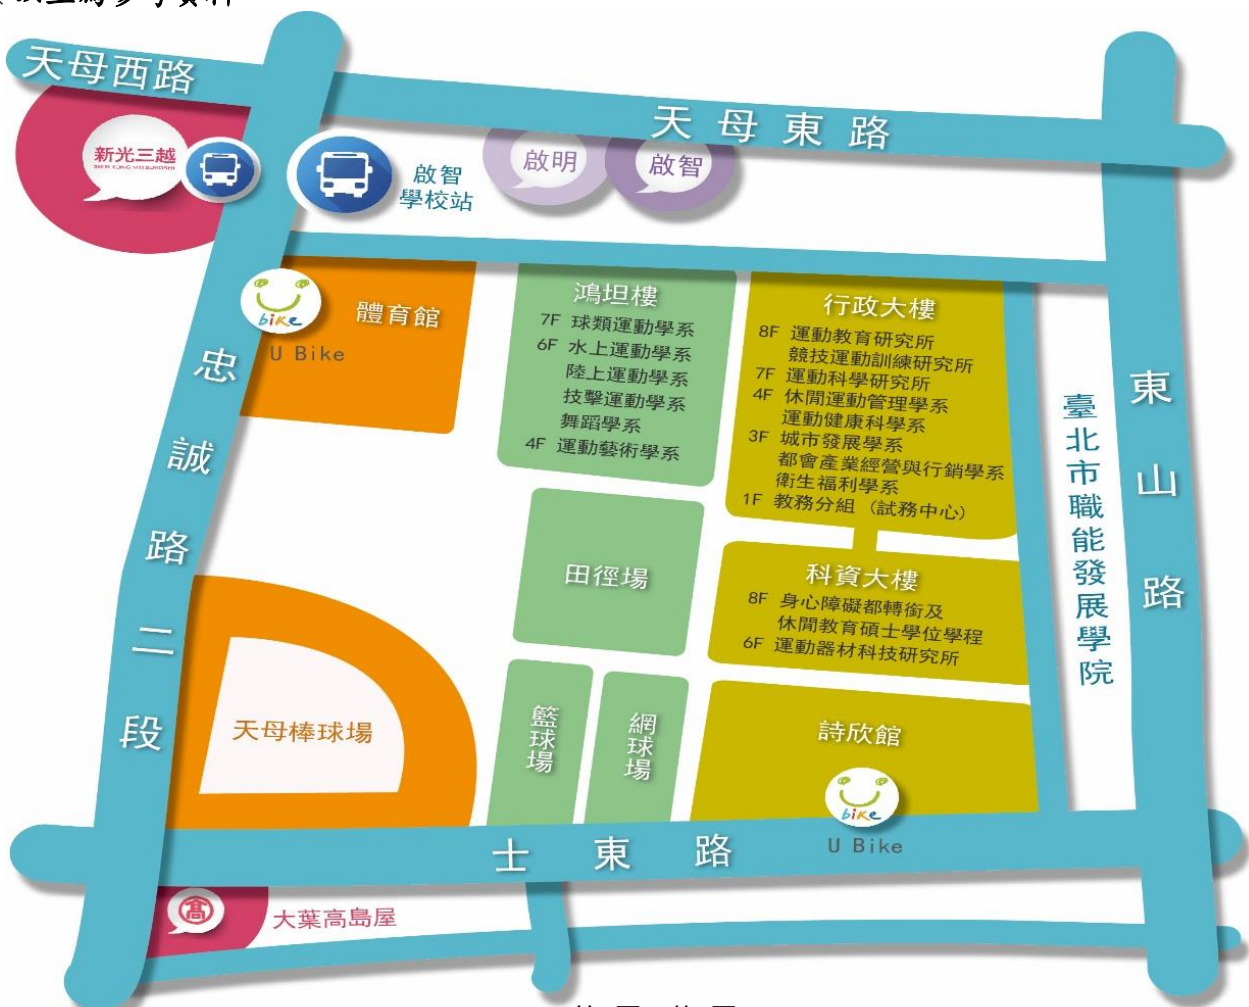 天母西路
天母東路
新光三越
SHIN KONG MITSUKOSHI
啟智
學校站
啟明
啟智
bike
U Bike
體育館
鴻坦樓
7F 球類運動學系
6F 水上運動學系
陸上運動學系
技擊運動學系
舞蹈學系
4F 運動藝術學系
行政大樓
8F 運動教育研究所
競技運動訓練研究所
7F 運動科學研究所
4F 休閒運動管理學系
運動健康科學系
3F 城市發展學系
都會產業經營與行銷學系
衛生福利學系
1F 教務分組（試務中心）
忠誠路二段
東山路
臺北市職能發展學院
田徑場
科資大樓
8F 身心障礙都轉銜及
休閒教育碩士學位學程
6F 運動器材科技研究所
天母棒球場
籃球場
網球場
詩欣館
bike
U Bike
士東路
髙
大葉高島屋